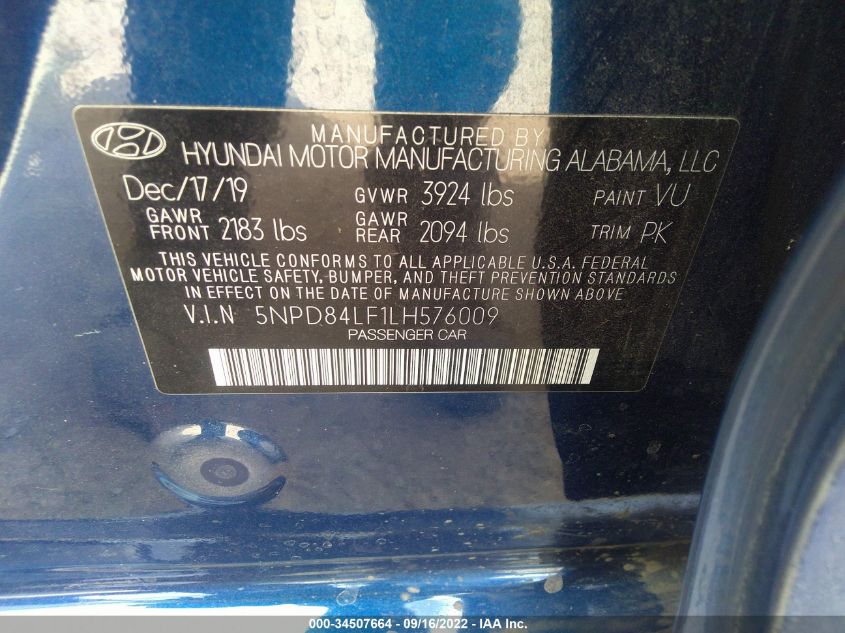 MANUFACTURED BY
HYUNDAI MOTOR MANUFACTURING ALABAMA, LLC
Dec/17/19 GVWR 3924 lbs PAINT VU
GAWR FRONT 2183 lbs GAWR REAR 2094 lbs TRIM PK
THIS VEHICLE CONFORMS TO ALL APPLICABLE U.S.A. FEDERAL
MOTOR VEHICLE SAFETY, BUMPER, AND THEFT PREVENTION STANDARDS
IN EFFECT ON THE DATE OF MANUFACTURE SHOWN ABOVE
V.I.N 5NPD84LF1LH576009
PASSENGER CAR
000-34507664 - 09/16/2022 - IAA Inc.